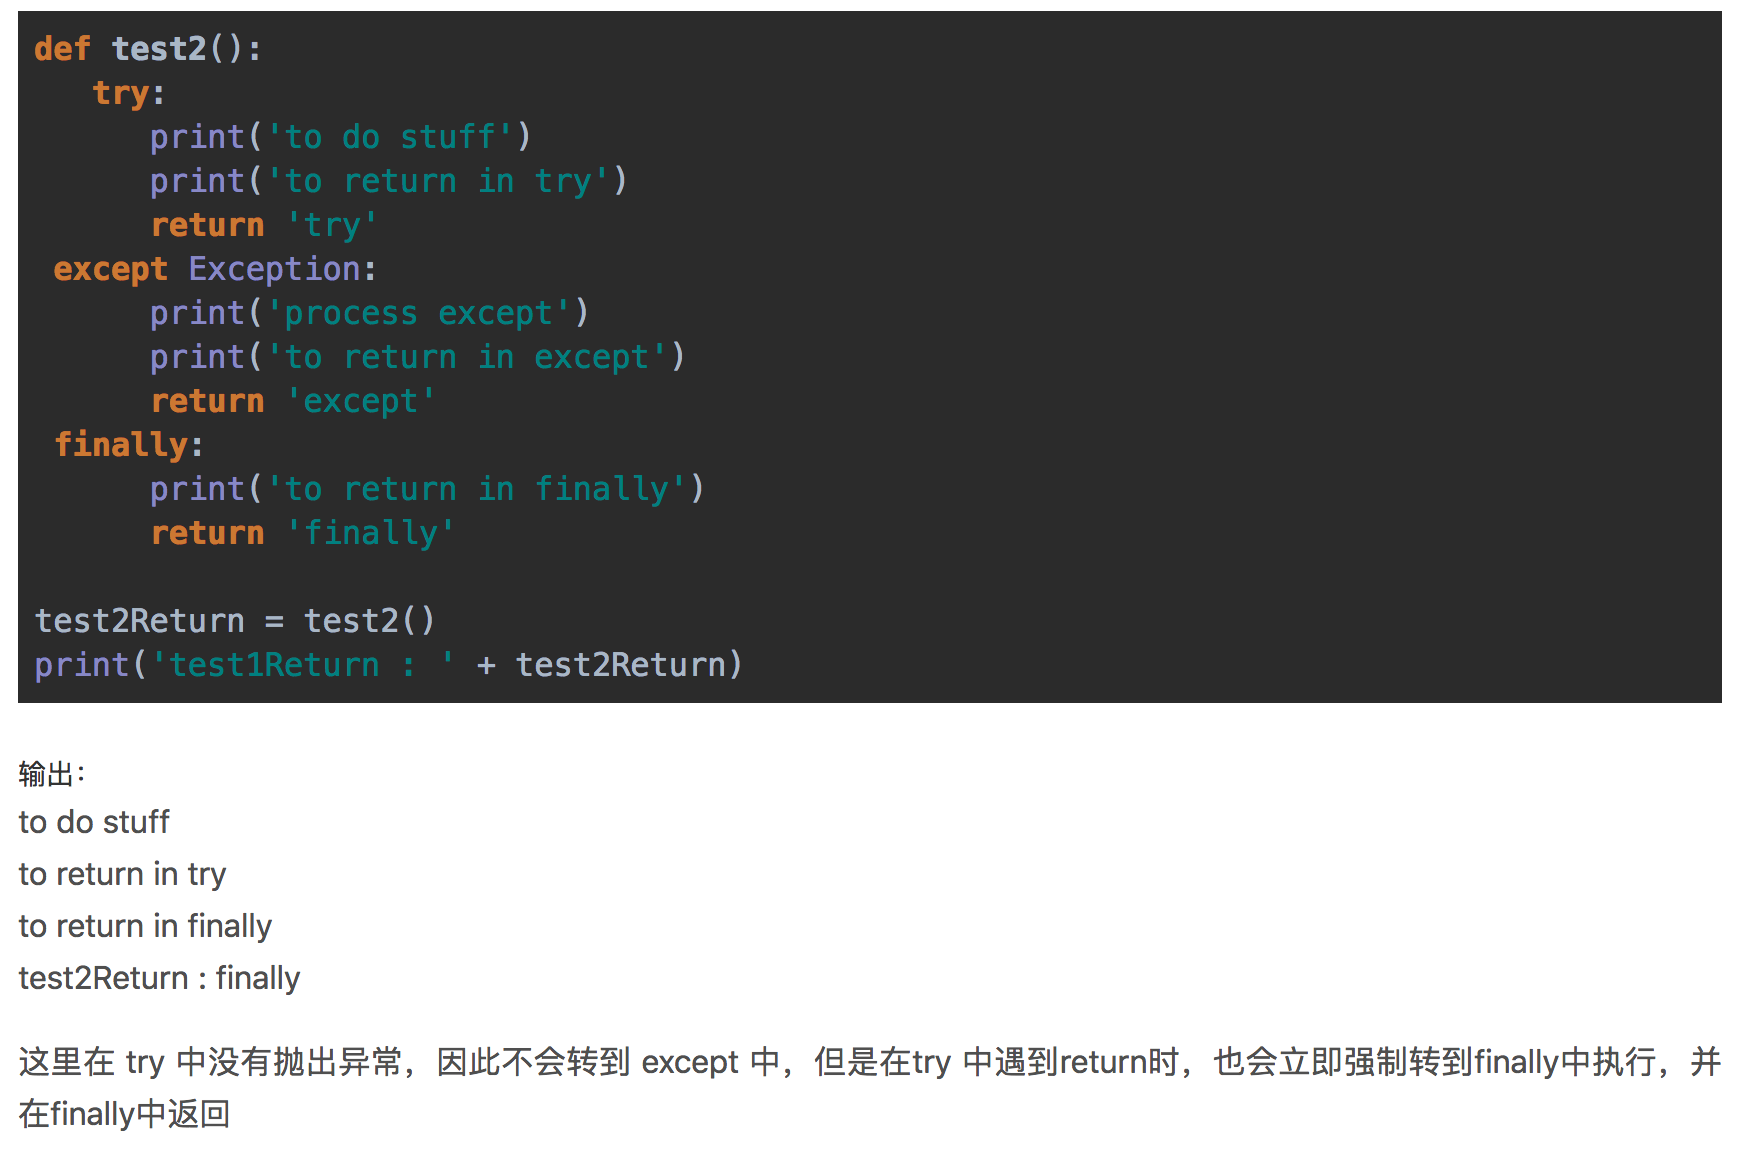 def test2():
   try:
      print('to do stuff')
      print('to return in try')
      return 'try'
 except Exception:
      print('process except')
      print('to return in except')
      return 'except'
 finally:
      print('to return in finally')
      return 'finally'

test2Return = test2()
print('test1Return : ' + test2Return)
输出：
to do stuff
to return in try
to return in finally
test2Return : finally
这里在 try 中没有抛出异常，因此不会转到 except 中，但是在try 中遇到return时，也会立即强制转到finally中执行，并
在finally中返回